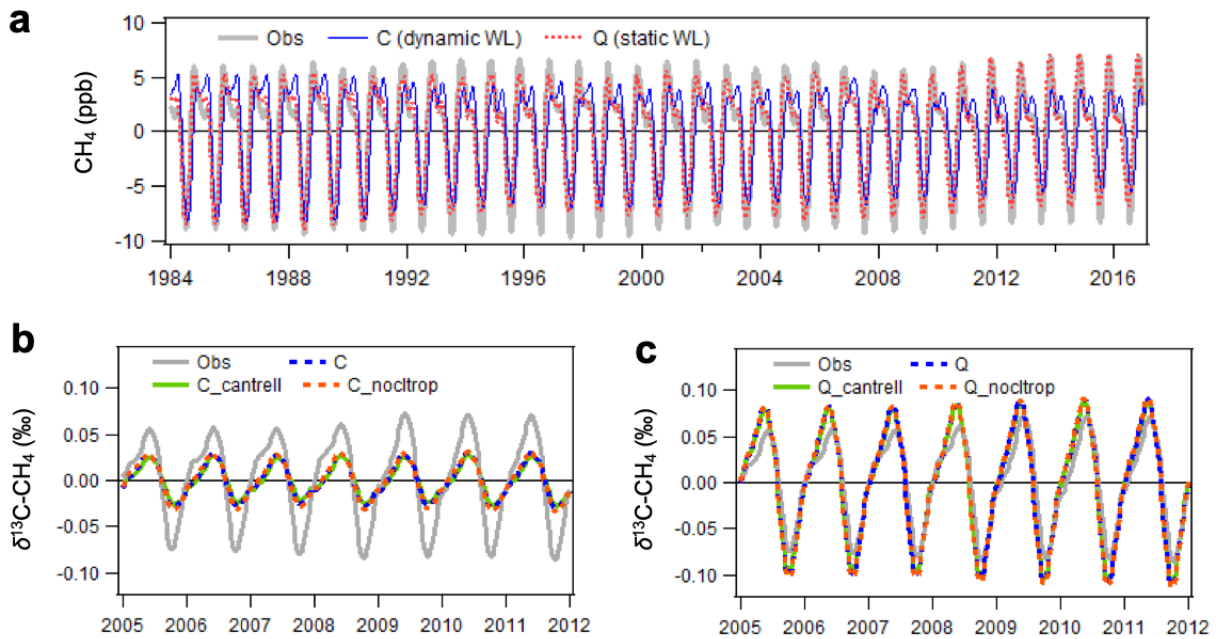 a
Obs C (dynamic WL) Q (static WL)
CH₄ (ppb)
10
5
0
-5
-10
1984 1988 1992 1996 2000 2004 2008 2012 2016
b
Obs C
C_cantrell C_nocltrop
δ¹³C-CH₄ (‰)
0.10
0.05
0.00
-0.05
-0.10
2005 2006 2007 2008 2009 2010 2011 2012
c
Obs Q
Q_cantrell Q_nocltrop
δ¹³C-CH₄ (‰)
0.10
0.05
0.00
-0.05
-0.10
2005 2006 2007 2008 2009 2010 2011 2012